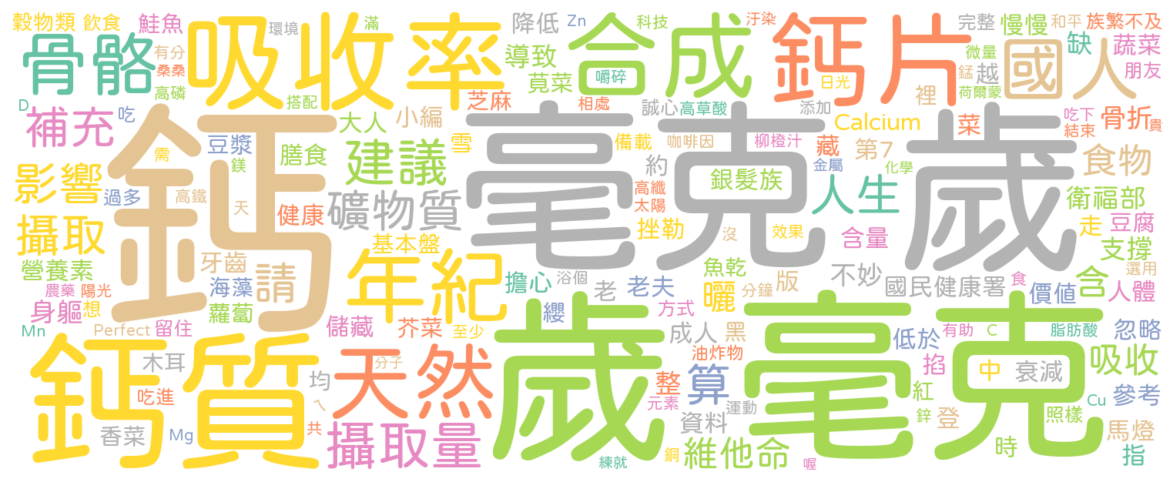 穀物類 飲食 鮭魚 吸收率 合成 鈣片 國人
骨骼 有分 環境 滿 降低 Zn 科技 汙染 完整 慢慢 和平 族繁不及
桑桑 高磷 搭配 導致 莧菜 嚼碎 日光 微量 越 缺 蔬菜
D 吃 芝麻 相處 誠心 高草酸 添加 錳 荷爾蒙 裡 朋友
補充 鈣 大人 小編 毫克 歲 備載 咖啡因 柳橙汁 Calcium 菜 吃下 結束 骨折 貴
豆漿 需 鎂 膳食 建議 雪 約 藏 第7 金屬 化學 食物
影響 過多 高鐵 天 健康 礦物質 高纖 太陽 銀髮族 人生 衛福部
攝取 請 基本盤 挫勒 沒 效果 含量 走 豆腐 支撐
營養素 牙齒 年紀 擔心 浴個 老 老夫 魚乾 曬 版 分鐘 不妙 國民健康署 食 含 選用
農藥 陽光 海藻 想 身軀 蘿蔔 儲藏 芥菜 至少 纓 方式 價值 人體
Mn Perfect 留住 成人 黑 低於 有助 C 脂肪酸 忽略
鈣質 木耳 分子 天然 歲 油炸物 毫克 掐 中 吸收
吃進 均 ㄟ 整 算 元素 運動 紅 鋅 衰減 Cu 參考
香菜 Mg 共 攝取量 銅 資料 登 照樣 馬燈
練就 維他命 喔 時 指